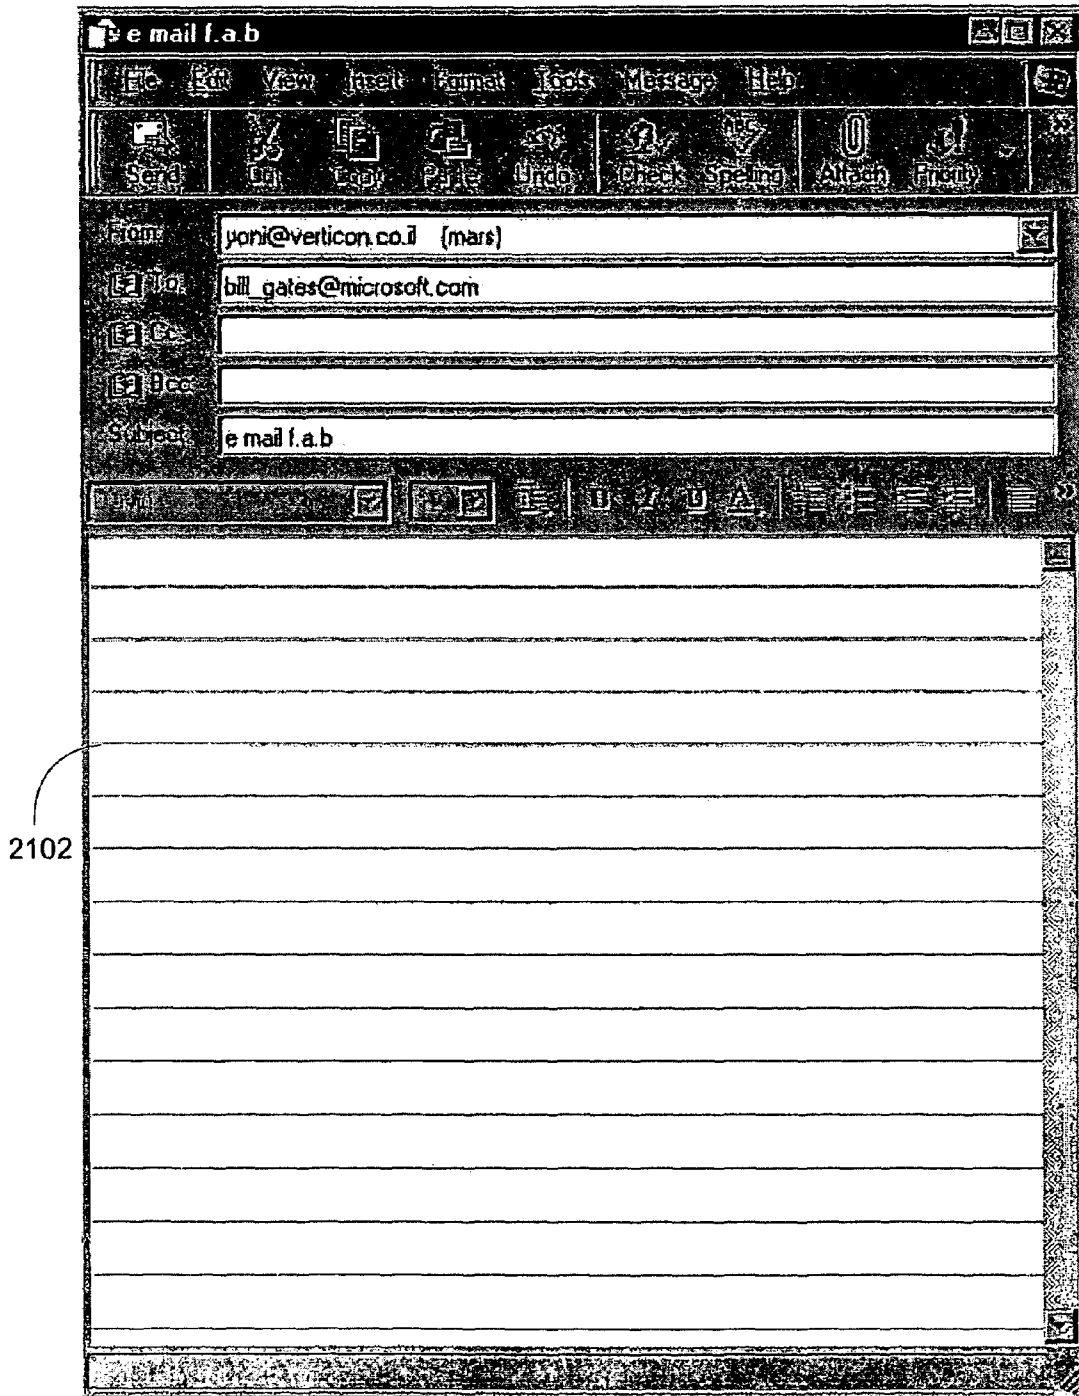 e mail f.a.b
File Edit View Insert Format Tools Message Help
Send Cut Copy Paste Undo Check Spelling Attach Priority
From: yoni@verticon.co.il (mars)
To: bill_gates@microsoft.com
Cc:
Bcc:
Subject: e mail f.a.b
B I U A
2102